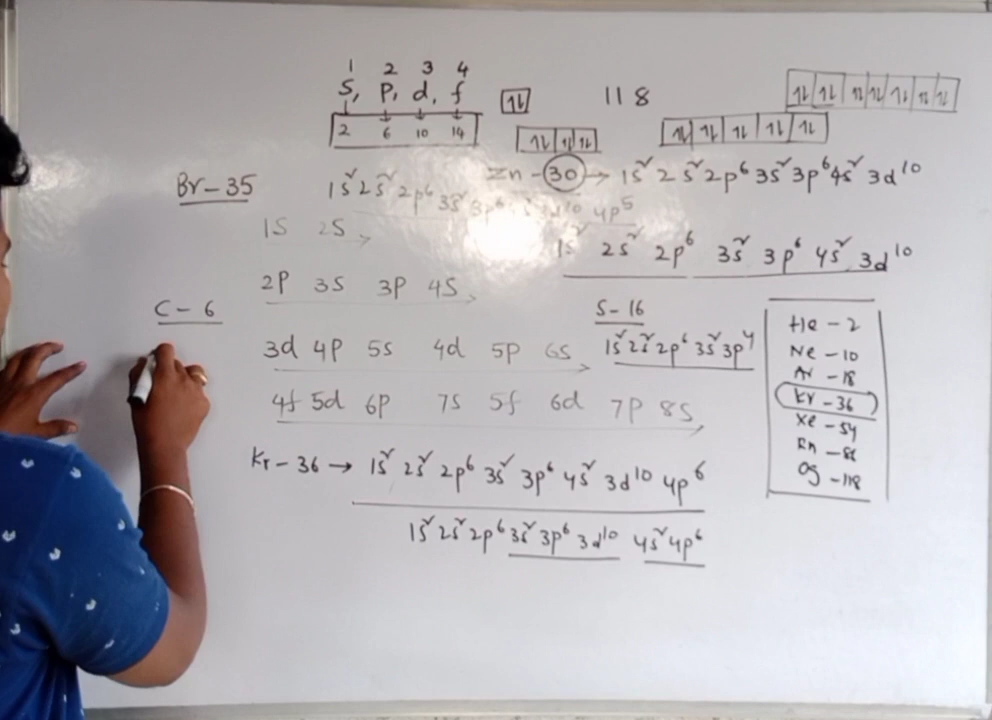 1 2 3 4
S, P, d, f
2 6 10 14
1↓
118
Zn - 30 → 1s² 2s² 2p⁶ 3s² 3p⁶ 4s² 3d¹⁰
Br - 35 1s² 2s² 2p⁶ 3s² 3p⁶ 4p⁵
1s² 2s² 2p⁶ 3s² 3p⁶ 4s² 3d¹⁰
1S 2S
2P 3S 3P 4S
C - 6
S - 16
1s² 2s² 2p⁶ 3s² 3p⁴
3d 4P 5s 4d 5p 6s
4f 5d 6p 7s 5f 6d 7P 8s
He - 2
Ne - 10
Ar - 18
Kr - 36
Xe - 54
Rn - 86
Og - 118
Kr - 36 → 1s² 2s² 2p⁶ 3s² 3p⁶ 4s² 3d¹⁰ 4p⁶
1s² 2s² 2p⁶ 3s² 3p⁶ 3d¹⁰ 4s² 4p⁶